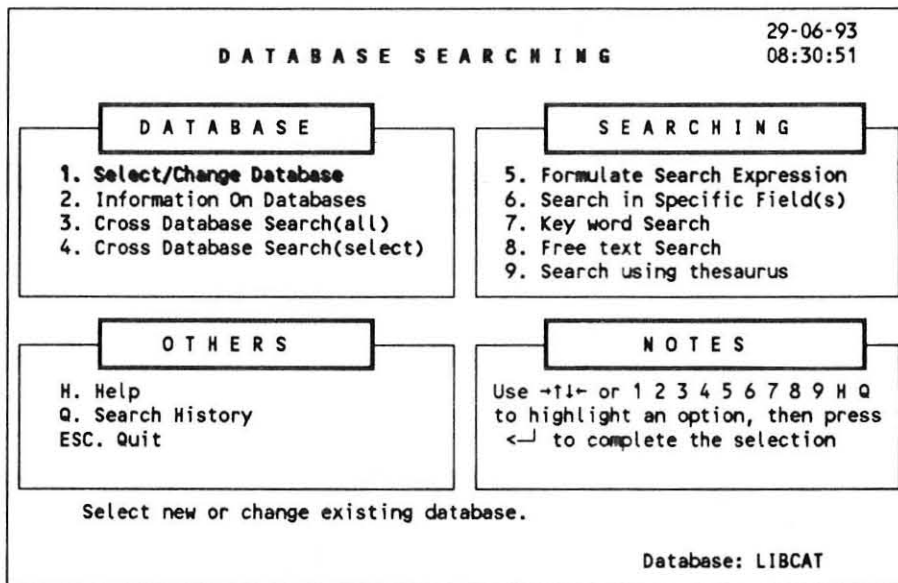 29-06-93
DATABASE SEARCHING 08:30:51
DATABASE
1. Select/Change Database
2. Information On Databases
3. Cross Database Search(all)
4. Cross Database Search(select)
SEARCHING
5. Formulate Search Expression
6. Search in Specific Field(s)
7. Key word Search
8. Free text Search
9. Search using thesaurus
OTHERS
H. Help
Q. Search History
ESC. Quit
NOTES
Use →↑↓← or 1 2 3 4 5 6 7 8 9 H Q
to highlight an option, then press
<┘ to complete the selection
Select new or change existing database.
Database: LIBCAT